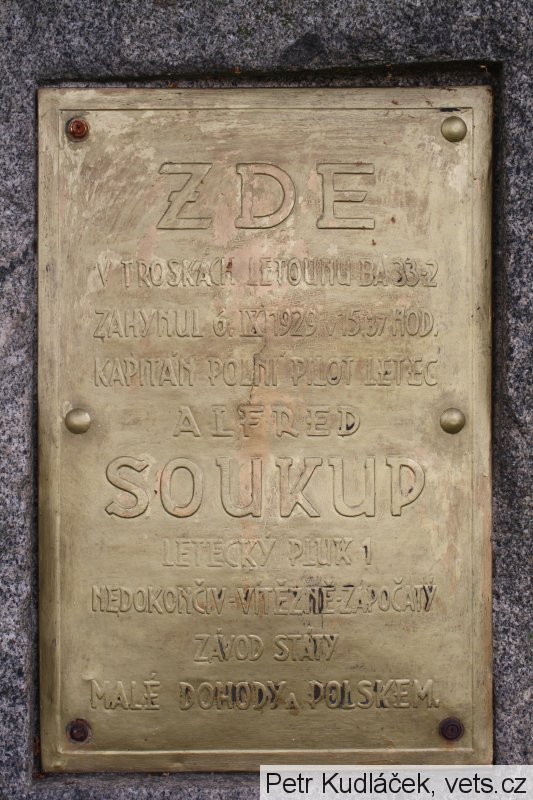 ZDE
V TROSKÁCH LETOUNU BA 33-2
ZAHYNUL 6. IX 1929 V 15.37 HOD.
KAPITÁN POLNÍ PILOT LETEC
ALFRED
SOUKUP
LETECKÝ PLUK 1
NEDOKONČIV-VÍTĚZNĚ-ZAPOČATÝ
ZÁVOD STÁTŮ
MALÉ DOHODY A POLSKEM.
Petr Kudláček, vets.cz